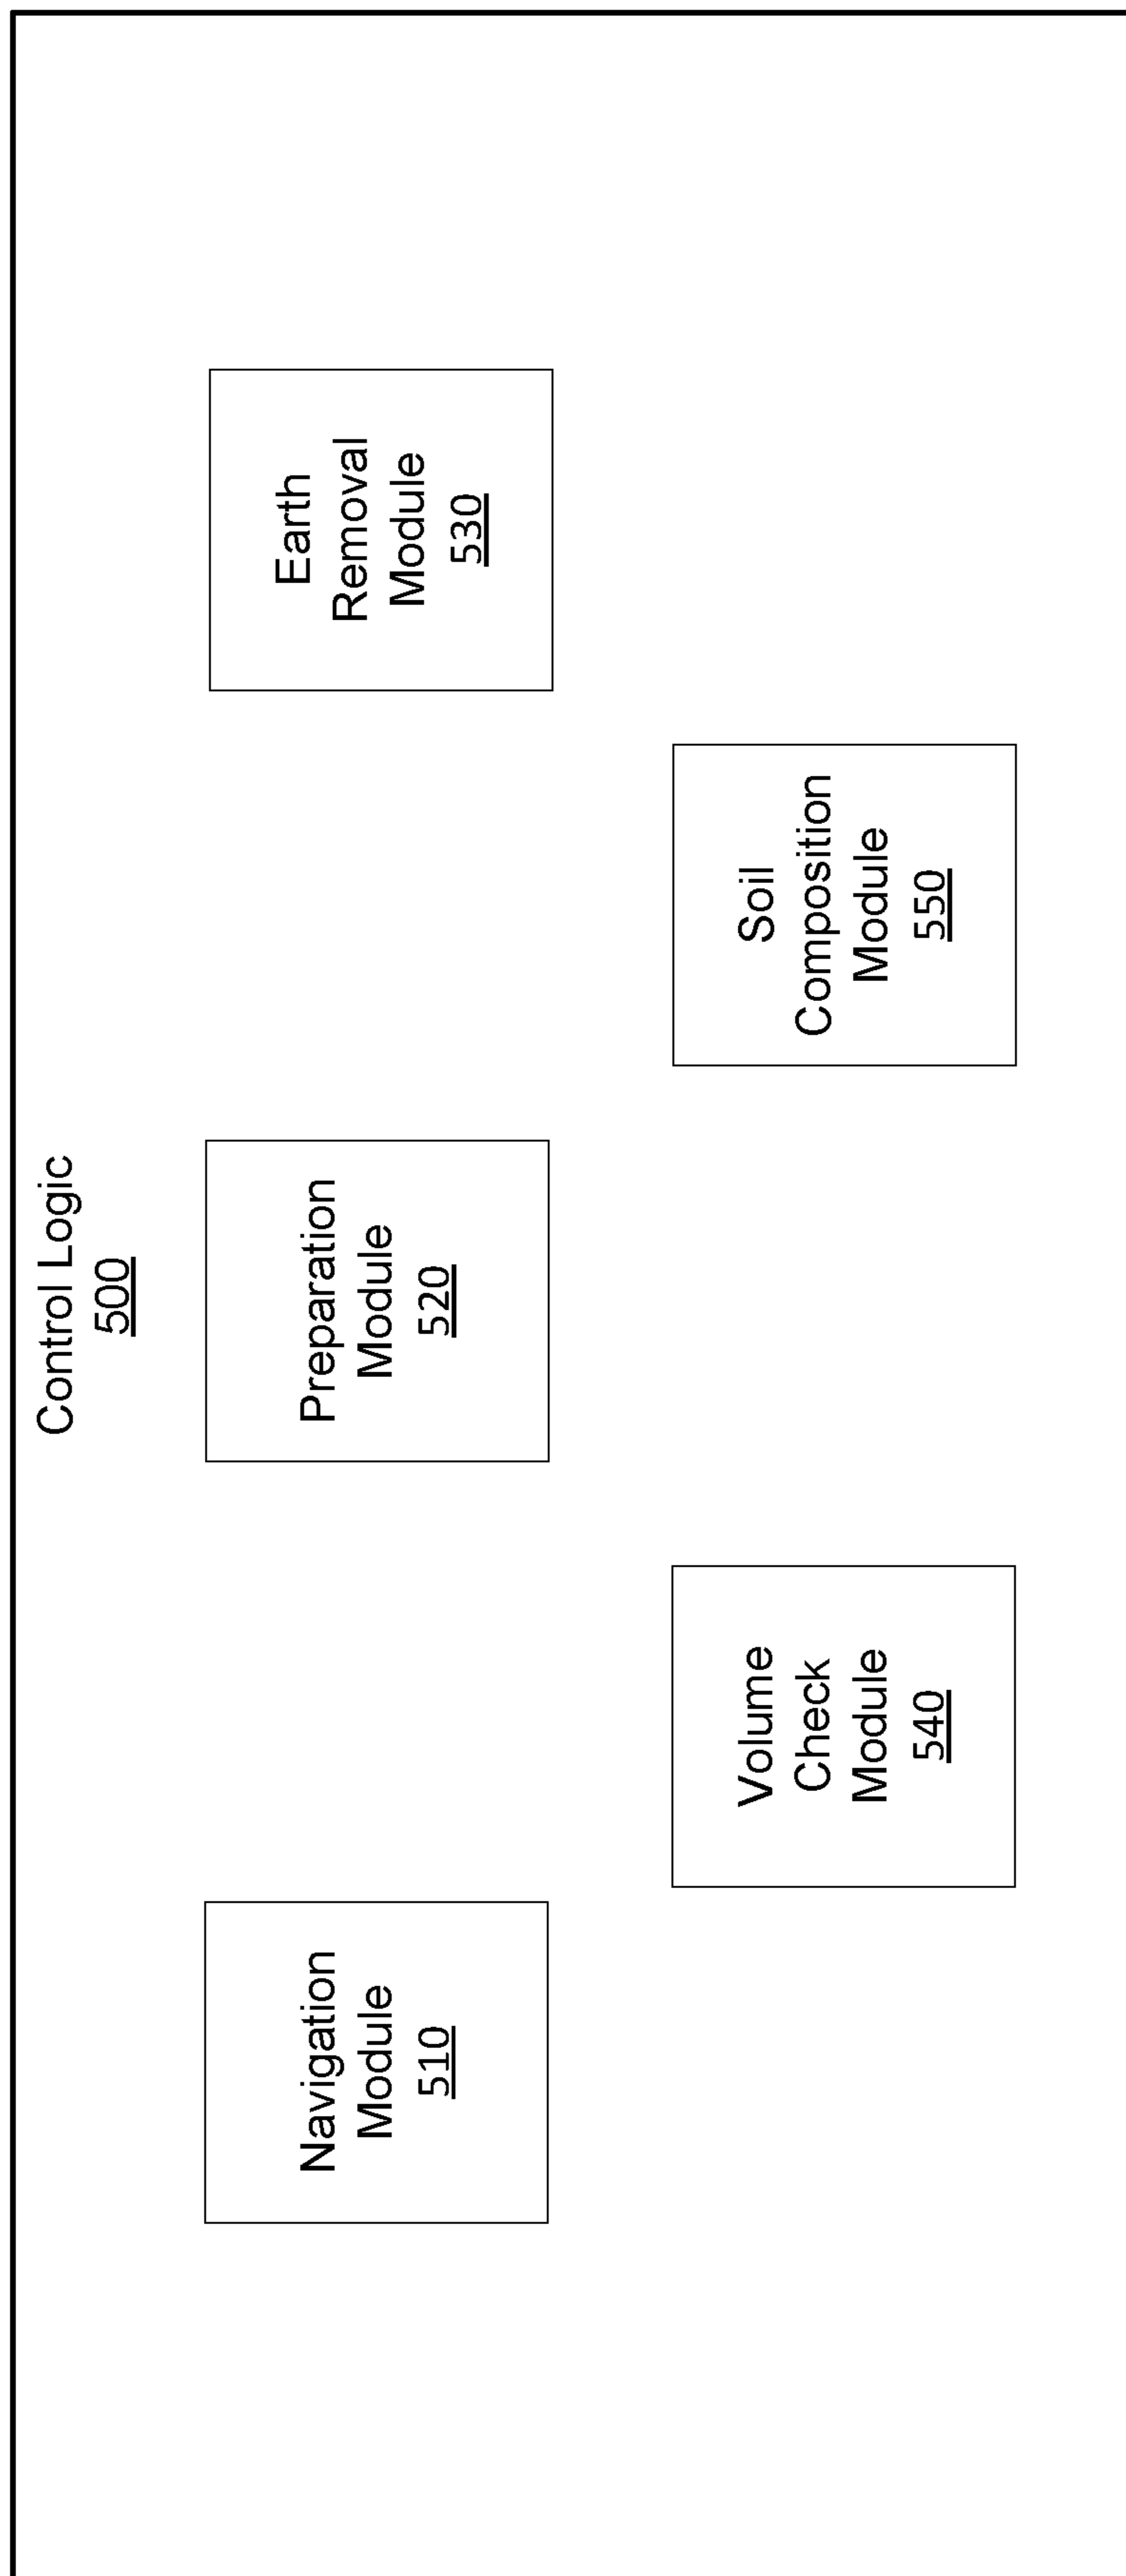 Control Logic
500
Navigation
Module
510
Preparation
Module
520
Earth
Removal
Module
530
Volume
Check
Module
540
Soil
Composition
Module
550